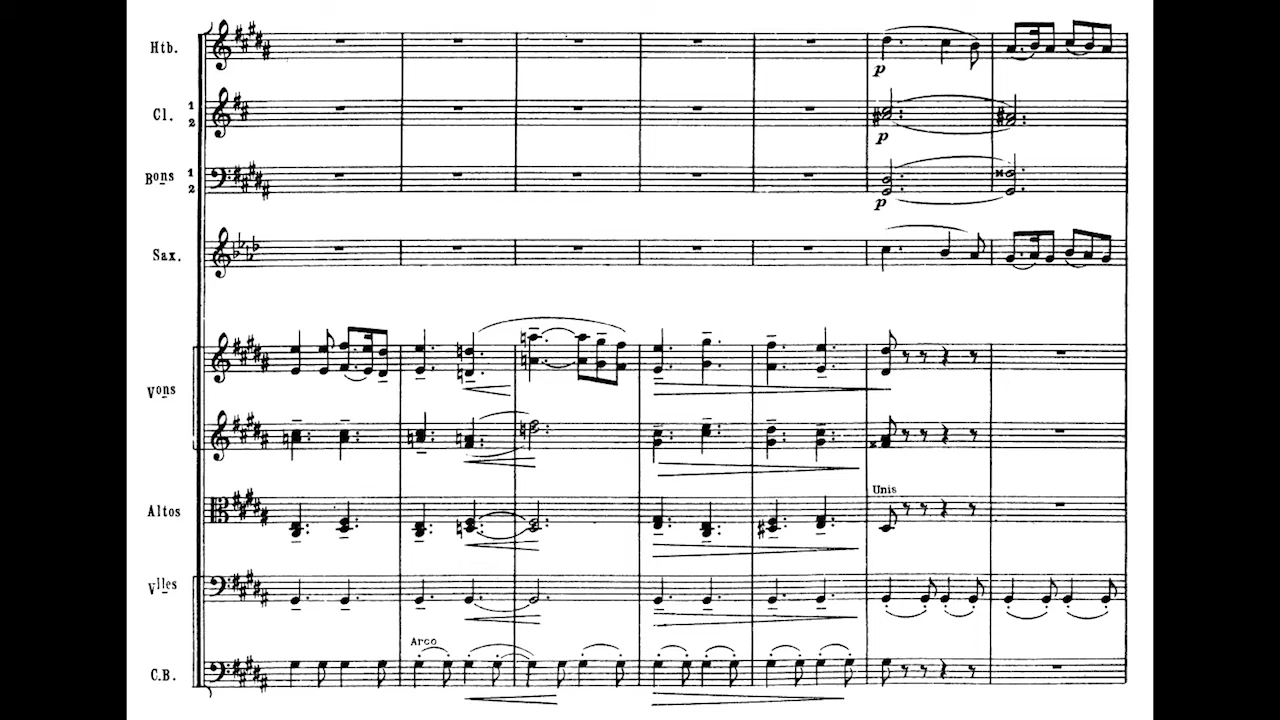 Htb.
p
Cl. 1
2
p
Bons 1
2
p
Sax.
Vons
Unis
Altos
Vlles
Arco
C.B.